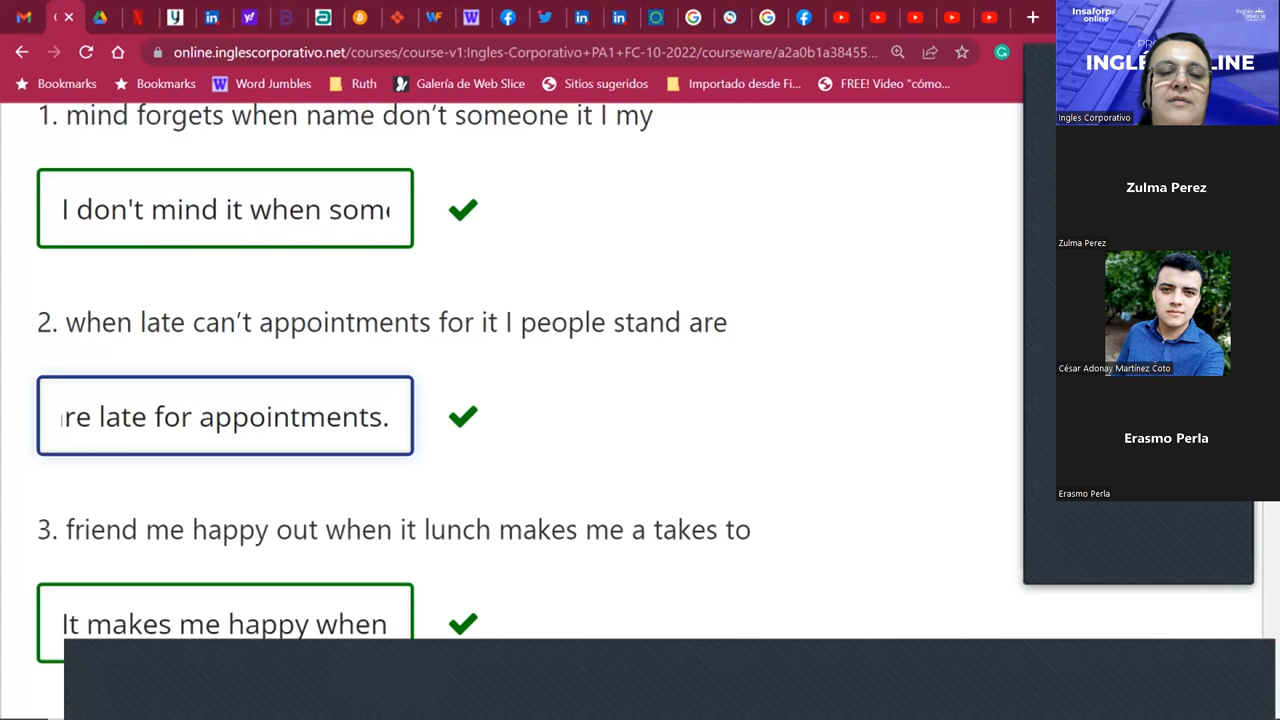 online.inglescorporativo.net/courses/course-v1:Ingles-Corporativo+PA1+FC-10-2022/courseware/a2a0b1a38455...
Bookmarks
Bookmarks
Word Jumbles
Ruth
Galería de Web Slice
Sitios sugeridos
Importado desde Fi...
FREE! Video "cómo...
1. mind forgets when name don’t someone it I my
I don't mind it when som
2. when late can’t appointments for it I people stand are
re late for appointments.
3. friend me happy out when it lunch makes me a takes to
It makes me happy when
online
Ingles Corporativo
Zulma Perez
Zulma Perez
César Adonay Martínez Coto
Erasmo Perla
Erasmo Perla